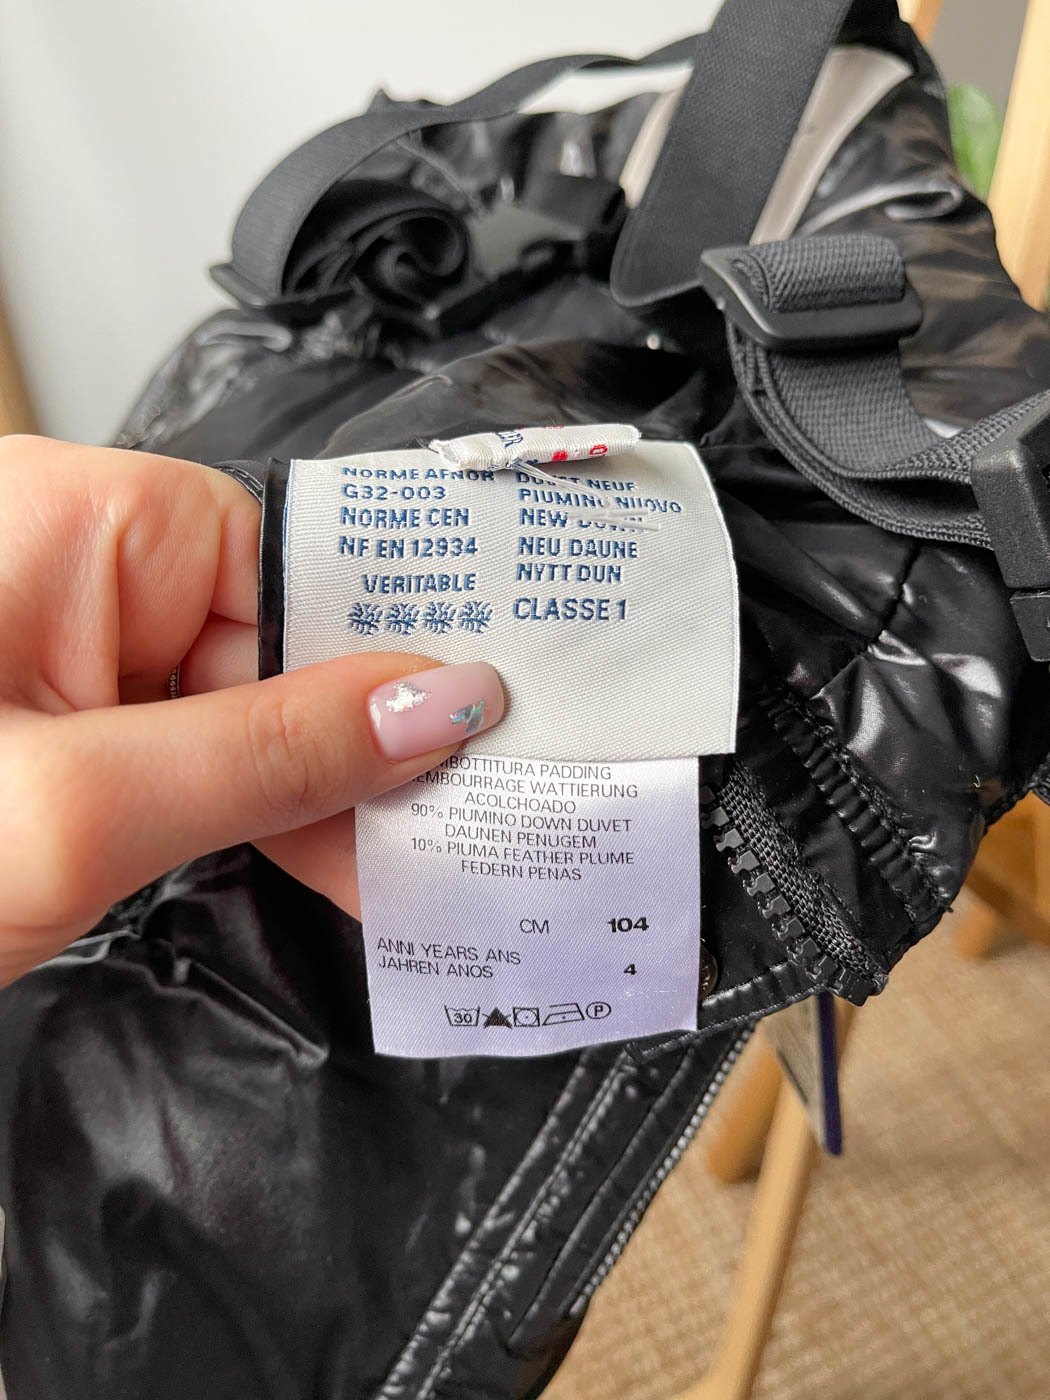 NORME AFNOR
G32-003
NORME CEN
NF EN 12934
VERITABLE
DUVET NEUF
PIUMINO NUOVO
NEW DOWN
NEU DAUNE
NYTT DUN
CLASSE 1
PADDING
WATTIERUNG
ACOLCHOADO
90% PIUMINO DOWN DUVET
DAUNEN PENUGEM
10% PIUMA FEATHER PLUME
FEDERN PENAS
CM 104
ANNI YEARS ANS
JAHREN ANOS 4
30 P